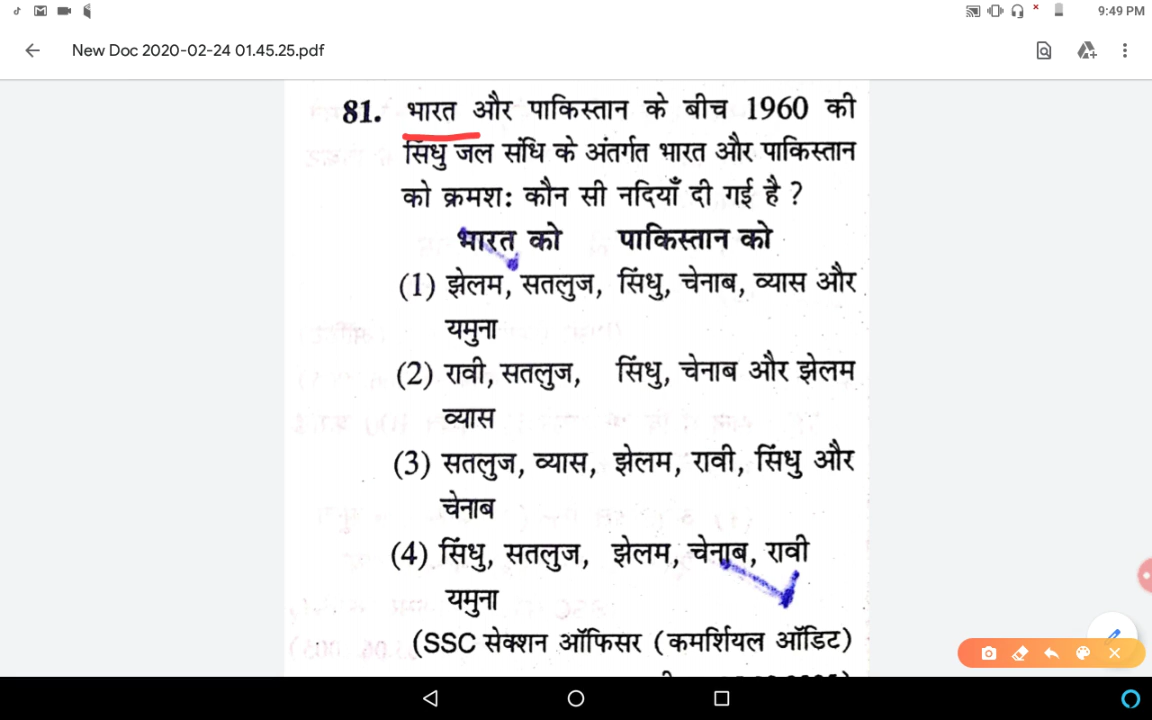 9:49 PM
New Doc 2020-02-24 01.45.25.pdf
81. भारत और पाकिस्तान के बीच 1960 की
सिंधु जल संधि के अंतर्गत भारत और पाकिस्तान
को क्रमश: कौन सी नदियाँ दी गई है ?
भारत को पाकिस्तान को
(1) झेलम, सतलुज, सिंधु, चेनाब, व्यास और
यमुना
(2) रावी, सतलुज, सिंधु, चेनाब और झेलम
व्यास
(3) सतलुज, व्यास, झेलम, रावी, सिंधु और
चेनाब
(4) सिंधु, सतलुज, झेलम, चेनाब, रावी
यमुना
(SSC सेक्शन ऑफिसर (कमर्शियल ऑडिट)